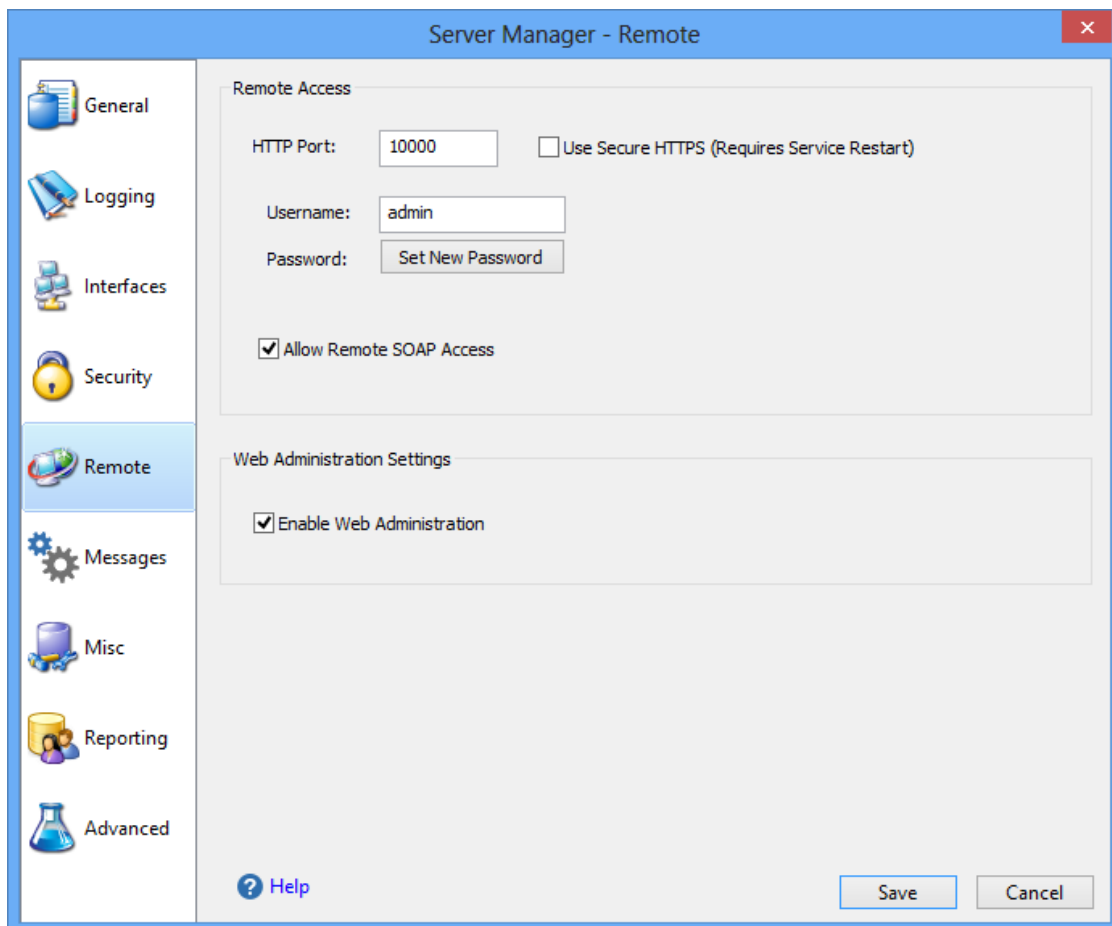 Server Manager - Remote
General
Logging
Interfaces
Security
Remote
Messages
Misc
Reporting
Advanced
Remote Access
HTTP Port: 10000 Use Secure HTTPS (Requires Service Restart)
Username: admin
Password: Set New Password
Allow Remote SOAP Access
Web Administration Settings
Enable Web Administration
? Help
Save Cancel